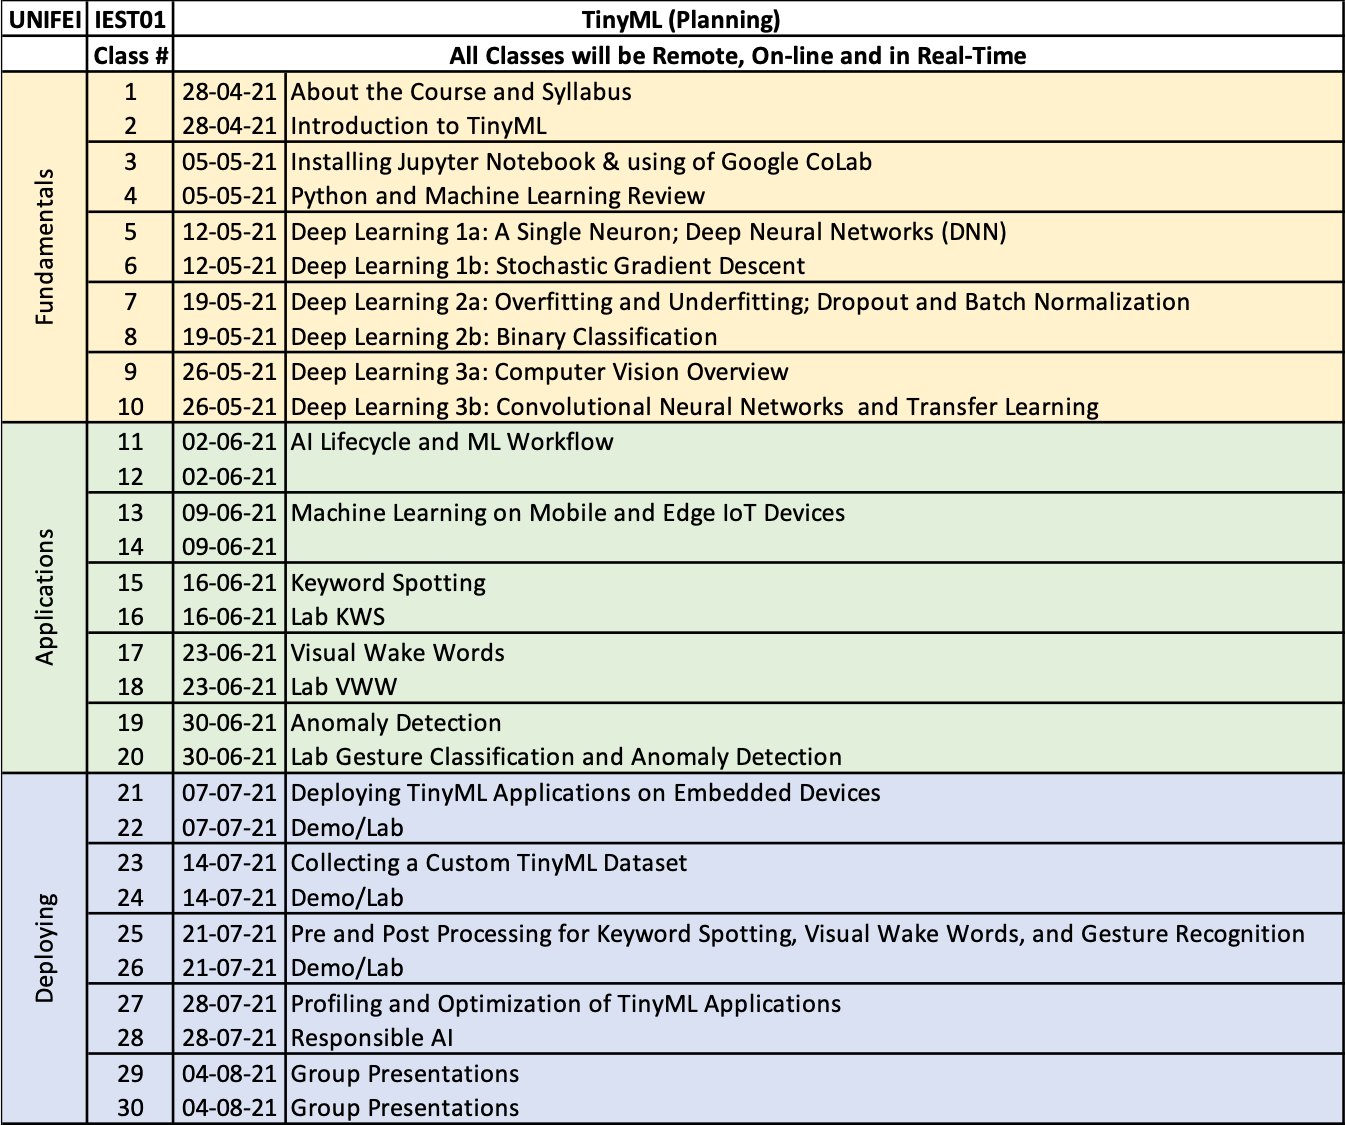 UNIFEI IEST01 TinyML (Planning)
Class # All Classes will be Remote, On-line and in Real-Time
Fundamentals
1 28-04-21 About the Course and Syllabus
2 28-04-21 Introduction to TinyML
3 05-05-21 Installing Jupyter Notebook & using of Google CoLab
4 05-05-21 Python and Machine Learning Review
5 12-05-21 Deep Learning 1a: A Single Neuron; Deep Neural Networks (DNN)
6 12-05-21 Deep Learning 1b: Stochastic Gradient Descent
7 19-05-21 Deep Learning 2a: Overfitting and Underfitting; Dropout and Batch Normalization
8 19-05-21 Deep Learning 2b: Binary Classification
9 26-05-21 Deep Learning 3a: Computer Vision Overview
10 26-05-21 Deep Learning 3b: Convolutional Neural Networks  and Transfer Learning
Applications
11 02-06-21 AI Lifecycle and ML Workflow
12 02-06-21
13 09-06-21 Machine Learning on Mobile and Edge IoT Devices
14 09-06-21
15 16-06-21 Keyword Spotting
16 16-06-21 Lab KWS
17 23-06-21 Visual Wake Words
18 23-06-21 Lab VWW
19 30-06-21 Anomaly Detection
20 30-06-21 Lab Gesture Classification and Anomaly Detection
Deploying
21 07-07-21 Deploying TinyML Applications on Embedded Devices
22 07-07-21 Demo/Lab
23 14-07-21 Collecting a Custom TinyML Dataset
24 14-07-21 Demo/Lab
25 21-07-21 Pre and Post Processing for Keyword Spotting, Visual Wake Words, and Gesture Recognition
26 21-07-21 Demo/Lab
27 28-07-21 Profiling and Optimization of TinyML Applications
28 28-07-21 Responsible AI
29 04-08-21 Group Presentations
30 04-08-21 Group Presentations